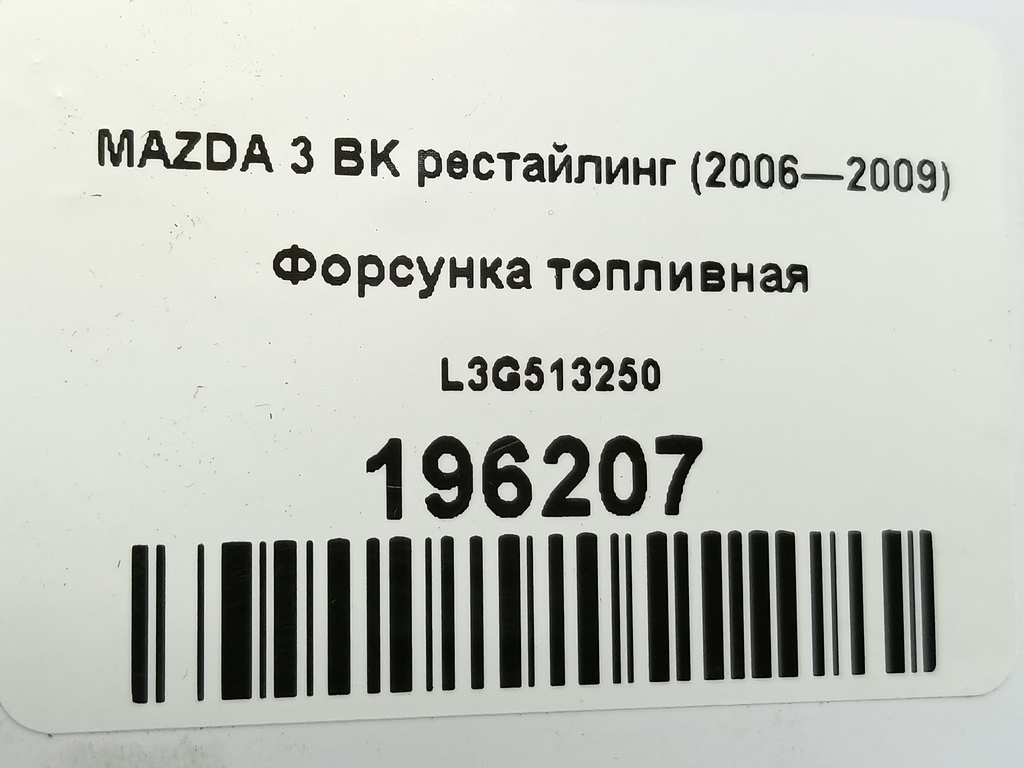 MAZDA 3 BK рестайлинг (2006—2009)
Форсунка топливная
L3G513250
196207